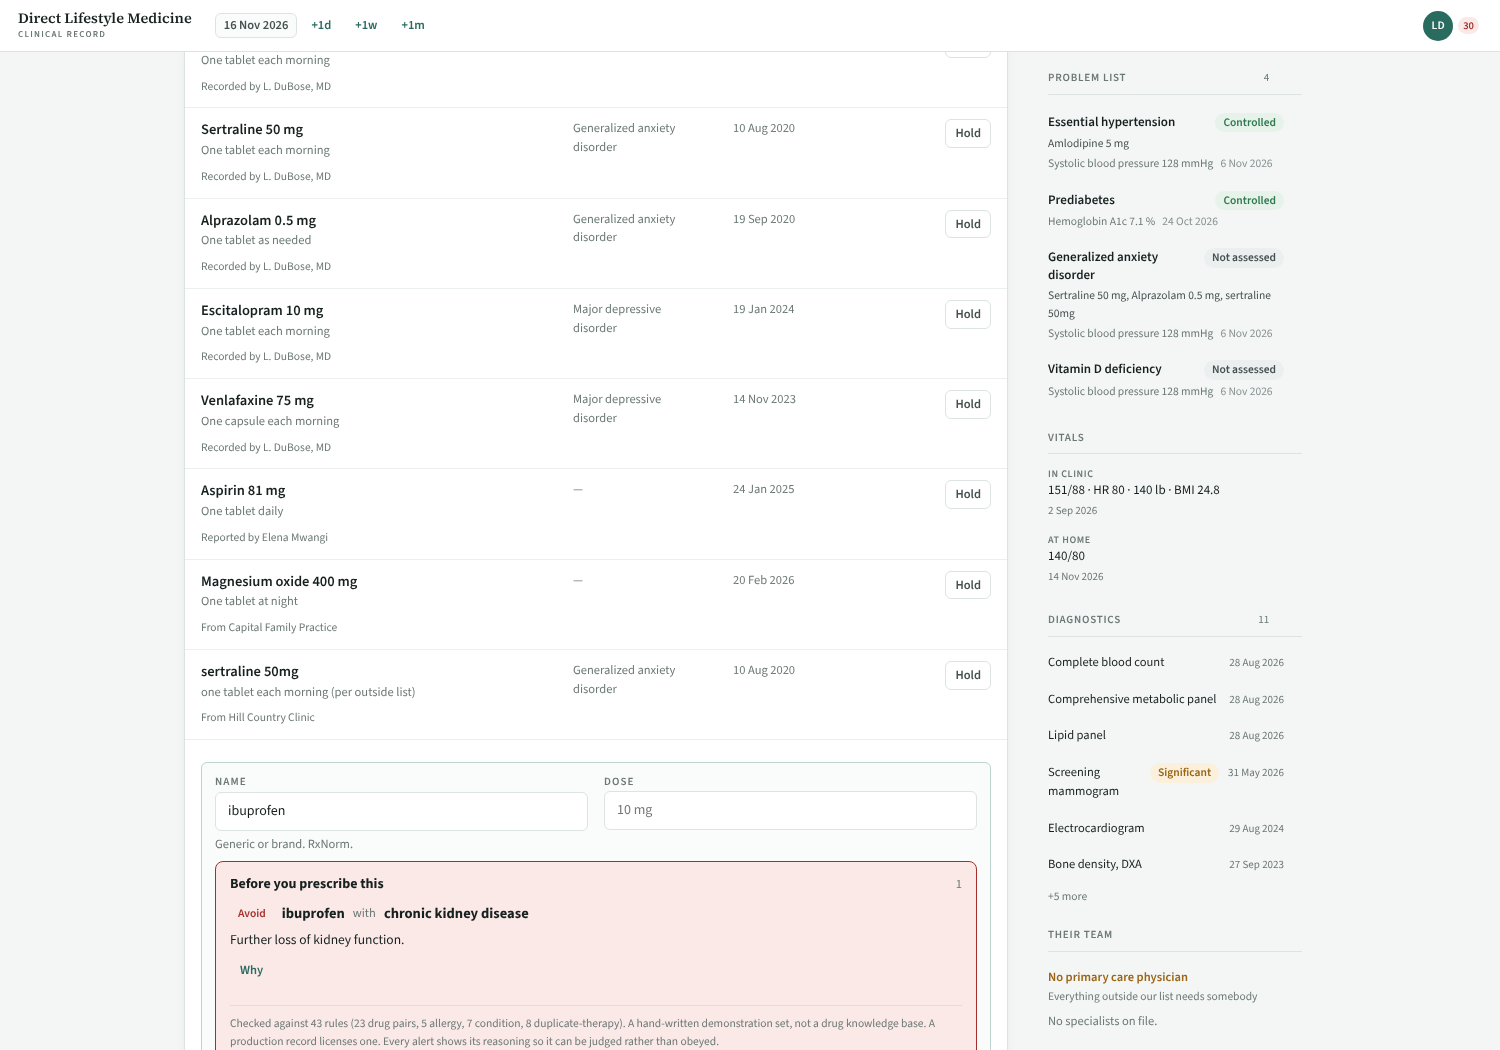 Direct Lifestyle Medicine
CLINICAL RECORD
16 Nov 2026 +1d +1w +1m
LD 30
One tablet each morning
Recorded by L. DuBose, MD
Sertraline 50 mg
One tablet each morning
Recorded by L. DuBose, MD
Generalized anxiety
disorder
10 Aug 2020
Hold
Alprazolam 0.5 mg
One tablet as needed
Recorded by L. DuBose, MD
Generalized anxiety
disorder
19 Sep 2020
Hold
Escitalopram 10 mg
One tablet each morning
Recorded by L. DuBose, MD
Major depressive
disorder
19 Jan 2024
Hold
Venlafaxine 75 mg
One capsule each morning
Recorded by L. DuBose, MD
Major depressive
disorder
14 Nov 2023
Hold
Aspirin 81 mg
One tablet daily
Reported by Elena Mwangi
—
24 Jan 2025
Hold
Magnesium oxide 400 mg
One tablet at night
From Capital Family Practice
—
20 Feb 2026
Hold
sertraline 50mg
one tablet each morning (per outside list)
From Hill Country Clinic
Generalized anxiety
disorder
10 Aug 2020
Hold
NAME
ibuprofen
Generic or brand. RxNorm.
DOSE
10 mg
Before you prescribe this 1
Avoid ibuprofen with chronic kidney disease
Further loss of kidney function.
Why
Checked against 43 rules (23 drug pairs, 5 allergy, 7 condition, 8 duplicate-therapy). A hand-written demonstration set, not a drug knowledge base. A
production record licenses one. Every alert shows its reasoning so it can be judged rather than obeyed.
PROBLEM LIST 4
Essential hypertension Controlled
Amlodipine 5 mg
Systolic blood pressure 128 mmHg 6 Nov 2026
Prediabetes Controlled
Hemoglobin A1c 7.1 % 24 Oct 2026
Generalized anxiety
disorder
Not assessed
Sertraline 50 mg, Alprazolam 0.5 mg, sertraline
50mg
Systolic blood pressure 128 mmHg 6 Nov 2026
Vitamin D deficiency Not assessed
Systolic blood pressure 128 mmHg 6 Nov 2026
VITALS
IN CLINIC
151/88 · HR 80 · 140 lb · BMI 24.8
2 Sep 2026
AT HOME
140/80
14 Nov 2026
DIAGNOSTICS 11
Complete blood count 28 Aug 2026
Comprehensive metabolic panel 28 Aug 2026
Lipid panel 28 Aug 2026
Screening
mammogram
Significant 31 May 2026
Electrocardiogram 29 Aug 2024
Bone density, DXA 27 Sep 2023
+5 more
THEIR TEAM
No primary care physician
Everything outside our list needs somebody
No specialists on file.